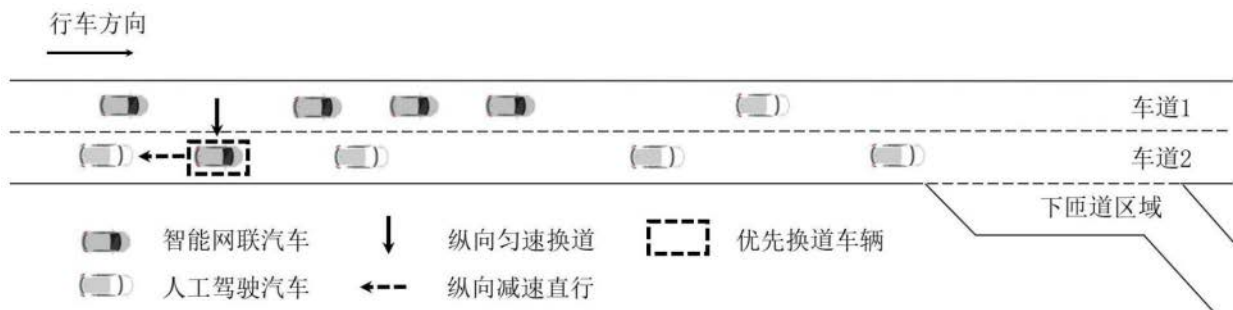 行车方向
车道1
车道2
下匝道区域
智能网联汽车 纵向匀速换道 优先换道车辆
人工驾驶汽车 纵向减速直行